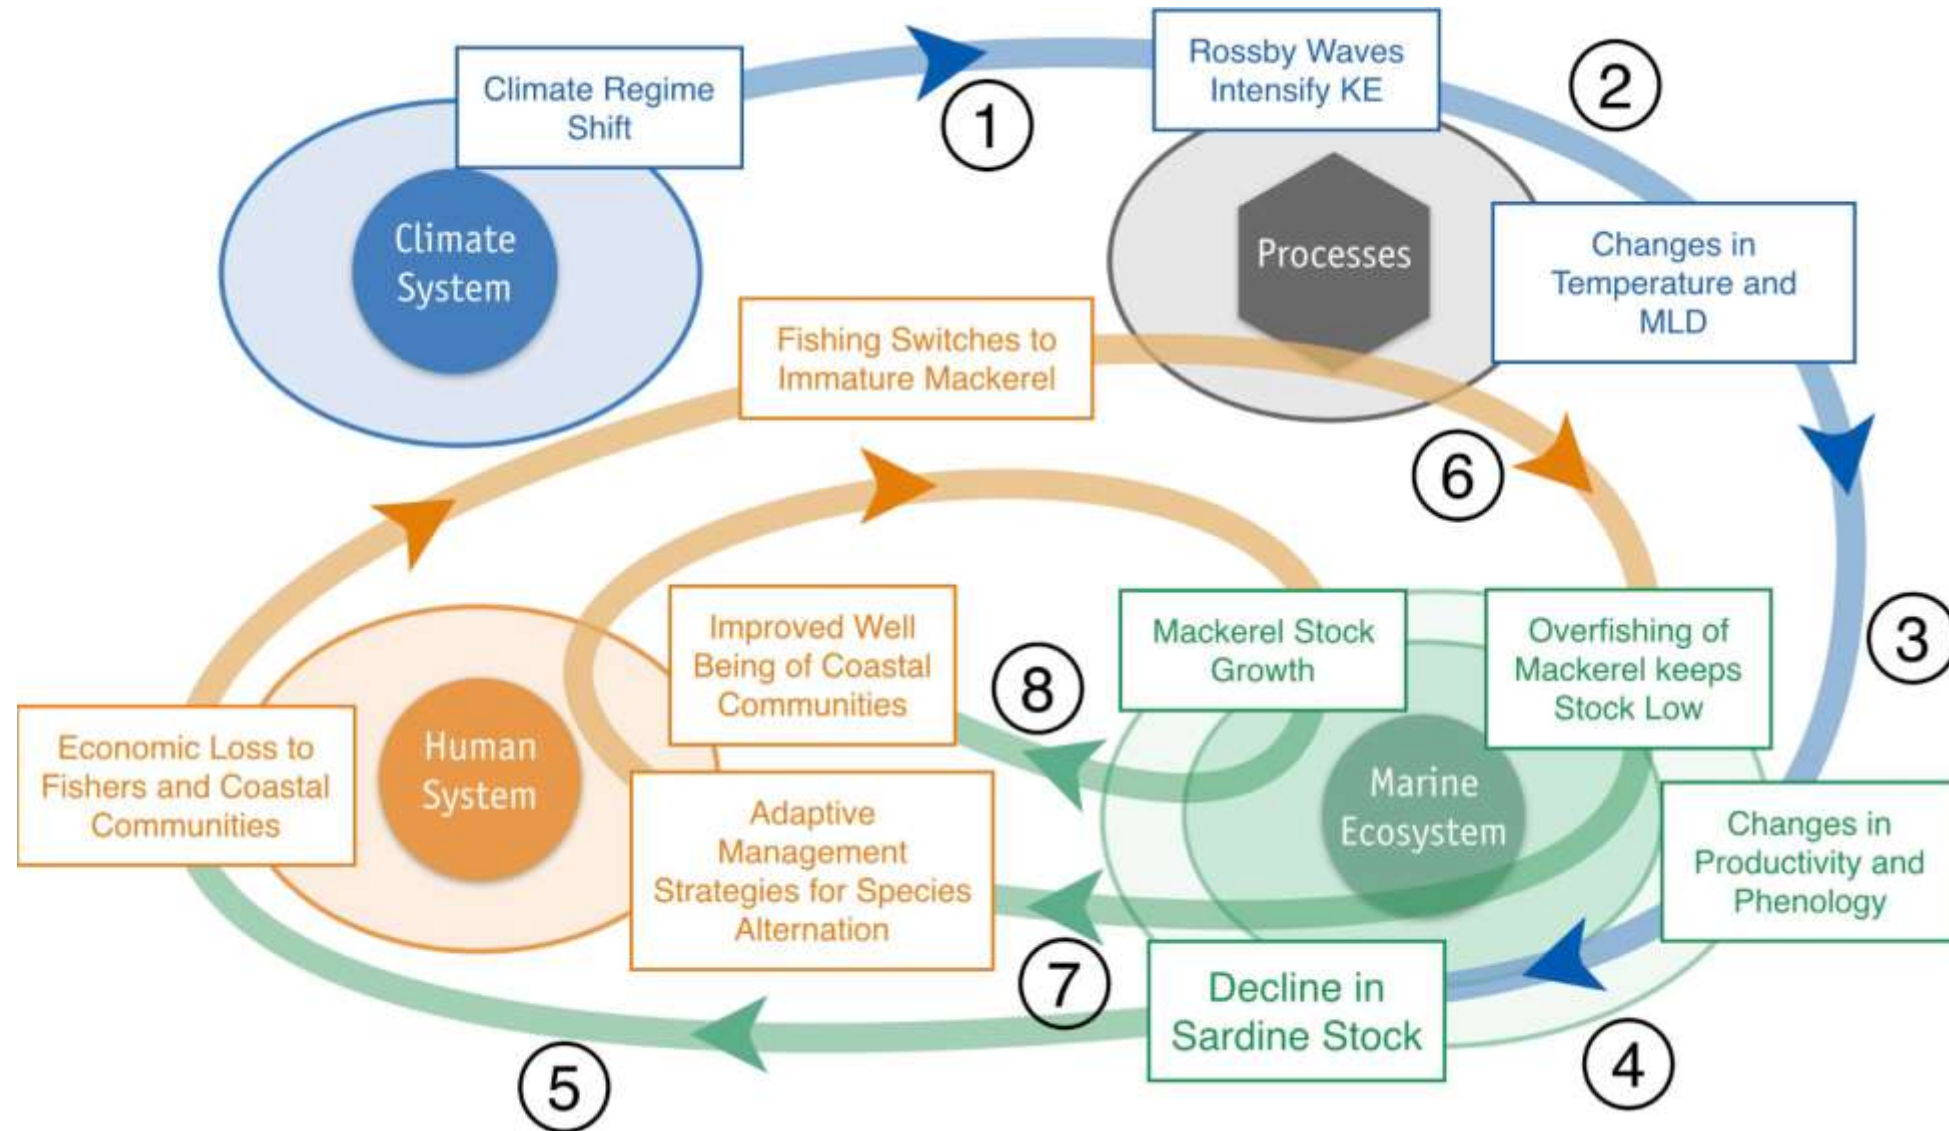 Climate Regime
Shift
1
Rossby Waves
Intensify KE
2
Climate
System
Processes
Changes in
Temperature and
MLD
Fishing Switches to
Immature Mackerel
6
3
Improved Well
Being of Coastal
Communities
8
Mackerel Stock
Growth
Overfishing of
Mackerel keeps
Stock Low
Economic Loss to
Fishers and Coastal
Communities
Human
System
Adaptive
Management
Strategies for Species
Alternation
Marine
Ecosystem
Changes in
Productivity and
Phenology
7
Decline in
Sardine Stock
4
5